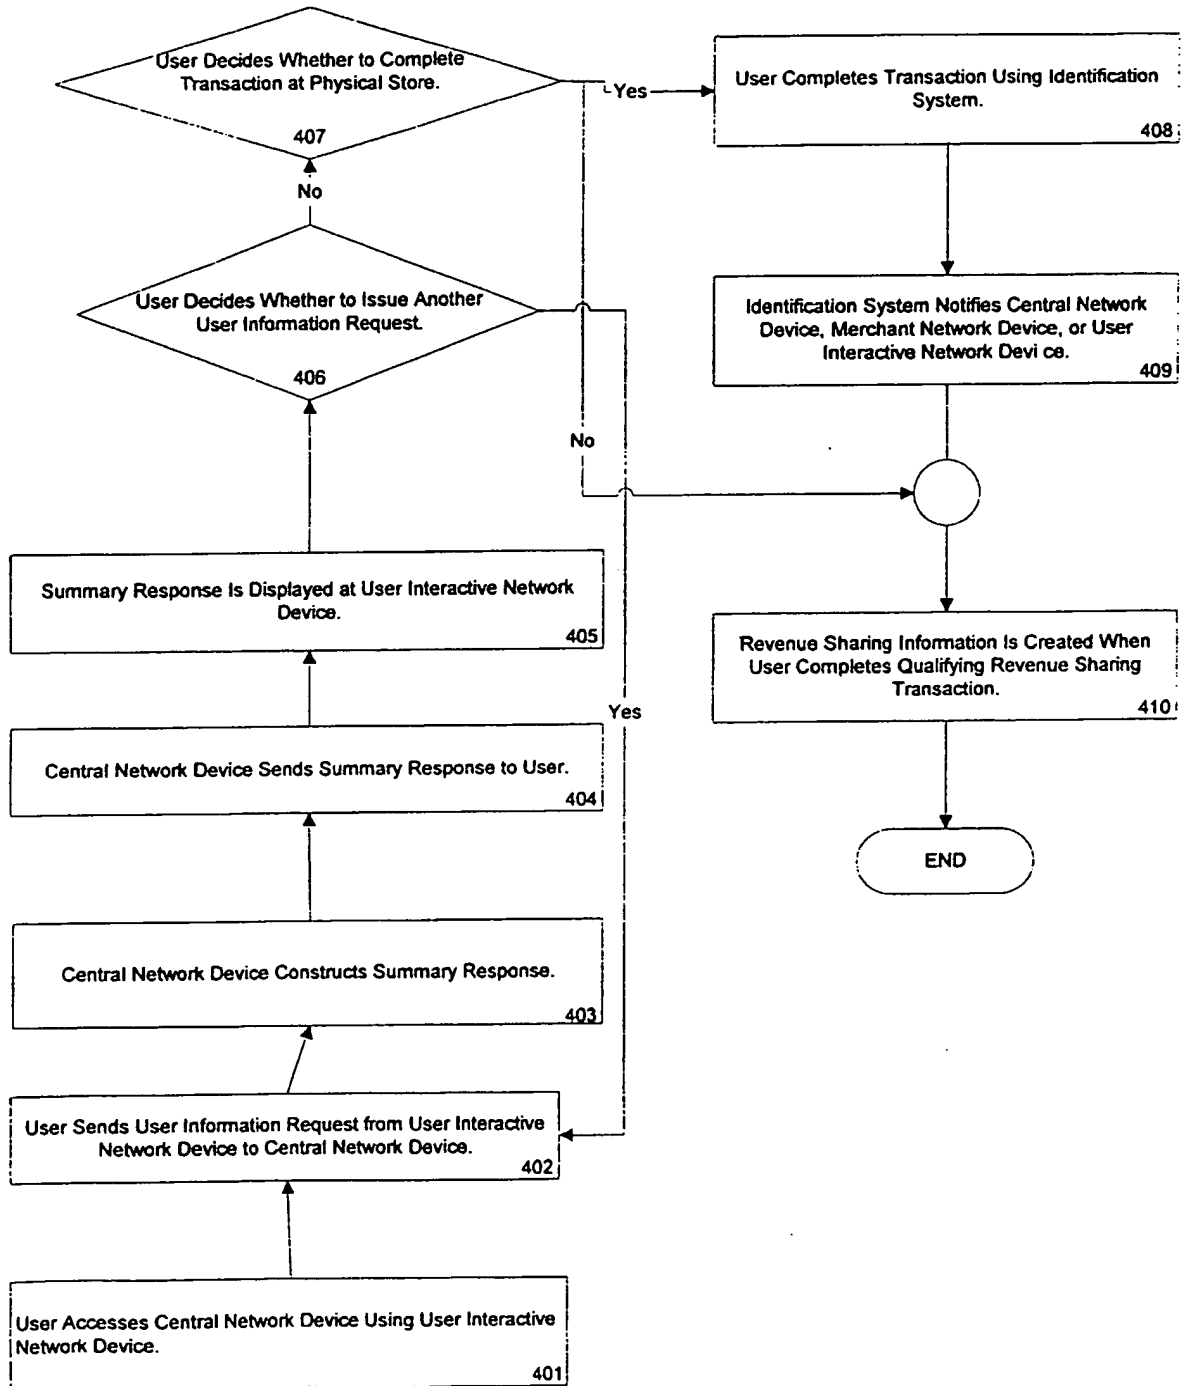 User Decides Whether to Complete
Transaction at Physical Store.
407
Yes
User Completes Transaction Using Identification
System.
408
No
User Decides Whether to Issue Another
User Information Request.
406
Identification System Notifies Central Network
Device, Merchant Network Device, or User
Interactive Network Devi ce.
409
No
Summary Response Is Displayed at User Interactive Network
Device.
405
Revenue Sharing Information Is Created When
User Completes Qualifying Revenue Sharing
Transaction.
410
Yes
Central Network Device Sends Summary Response to User.
404
END
Central Network Device Constructs Summary Response.
403
User Sends User Information Request from User Interactive
Network Device to Central Network Device.
402
User Accesses Central Network Device Using User Interactive
Network Device.
401